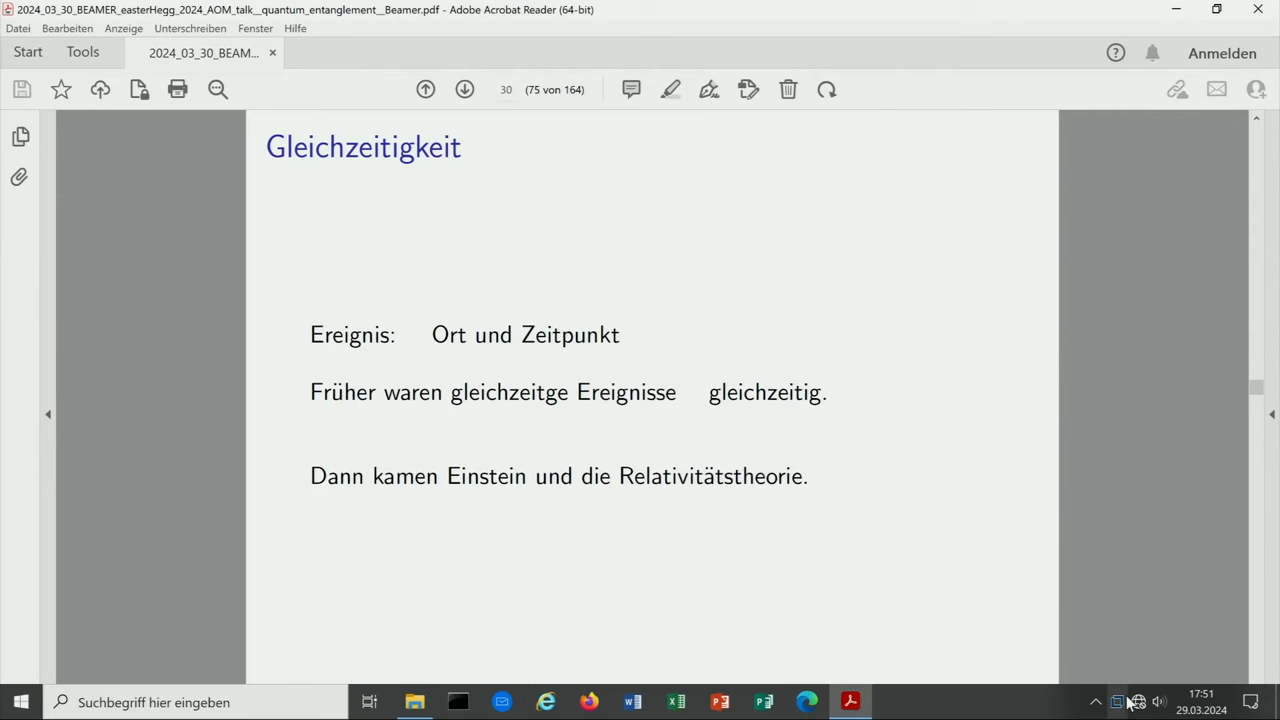 2024_03_30_BEAMER_easterHegg_2024_AOM_talk__quantum_entanglement__Beamer.pdf - Adobe Acrobat Reader (64-bit)
Datei Bearbeiten Anzeige Unterschreiben Fenster Hilfe
Start Tools 2024_03_30_BEAM... × Anmelden
30 (75 von 164)
Gleichzeitigkeit
Ereignis: Ort und Zeitpunkt
Früher waren gleichzeitge Ereignisse gleichzeitig.
Dann kamen Einstein und die Relativitätstheorie.
Suchbegriff hier eingeben
17:51
29.03.2024